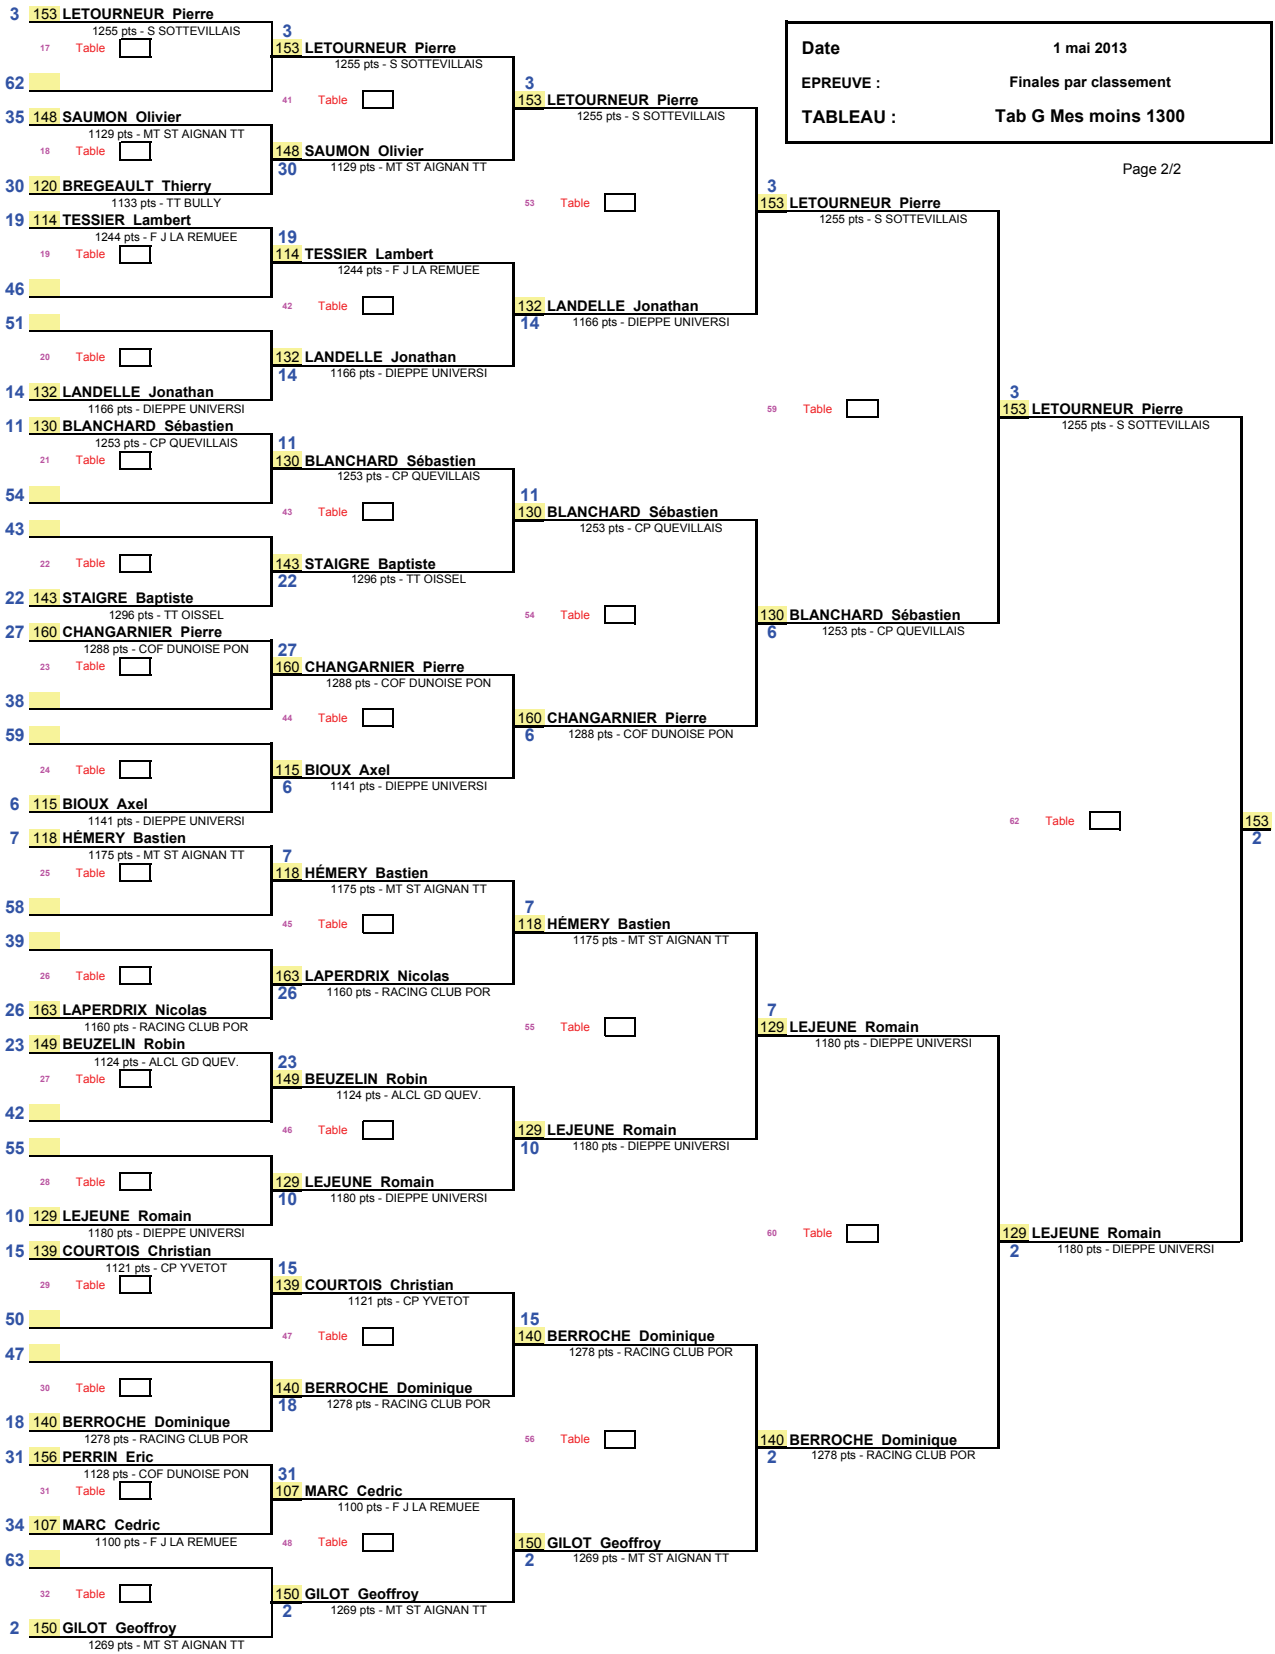 Date 1 mai 2013
EPREUVE : Finales par classement
TABLEAU : Tab G Mes moins 1300
Page 2/2
3 153 LETOURNEUR Pierre
1255 pts - S SOTTEVILLAIS
17 Table
62
35 148 SAUMON Olivier
1129 pts - MT ST AIGNAN TT
18 Table
30 120 BREGEAULT Thierry
1133 pts - TT BULLY
19 114 TESSIER Lambert
1244 pts - F J LA REMUEE
19 Table
46
51
20 Table
14 132 LANDELLE Jonathan
1166 pts - DIEPPE UNIVERSI
11 130 BLANCHARD Sébastien
1253 pts - CP QUEVILLAIS
21 Table
54
43
22 Table
22 143 STAIGRE Baptiste
1296 pts - TT OISSEL
27 160 CHANGARNIER Pierre
1288 pts - COF DUNOISE PON
23 Table
38
59
24 Table
6 115 BIOUX Axel
1141 pts - DIEPPE UNIVERSI
7 118 HÉMERY Bastien
1175 pts - MT ST AIGNAN TT
25 Table
58
39
26 Table
26 163 LAPERDRIX Nicolas
1160 pts - RACING CLUB POR
23 149 BEUZELIN Robin
1124 pts - ALCL GD QUEV.
27 Table
42
55
28 Table
10 129 LEJEUNE Romain
1180 pts - DIEPPE UNIVERSI
15 139 COURTOIS Christian
1121 pts - CP YVETOT
29 Table
50
47
30 Table
18 140 BERROCHE Dominique
1278 pts - RACING CLUB POR
31 156 PERRIN Eric
1128 pts - COF DUNOISE PON
31 Table
34 107 MARC Cedric
1100 pts - F J LA REMUEE
63
32 Table
2 150 GILOT Geoffroy
1269 pts - MT ST AIGNAN TT
3
153 LETOURNEUR Pierre
1255 pts - S SOTTEVILLAIS
41 Table
148 SAUMON Olivier
30 1129 pts - MT ST AIGNAN TT
19
114 TESSIER Lambert
1244 pts - F J LA REMUEE
42 Table
132 LANDELLE Jonathan
14 1166 pts - DIEPPE UNIVERSI
11
130 BLANCHARD Sébastien
1253 pts - CP QUEVILLAIS
43 Table
143 STAIGRE Baptiste
22 1296 pts - TT OISSEL
27
160 CHANGARNIER Pierre
1288 pts - COF DUNOISE PON
44 Table
115 BIOUX Axel
6 1141 pts - DIEPPE UNIVERSI
7
118 HÉMERY Bastien
1175 pts - MT ST AIGNAN TT
45 Table
163 LAPERDRIX Nicolas
26 1160 pts - RACING CLUB POR
23
149 BEUZELIN Robin
1124 pts - ALCL GD QUEV.
46 Table
129 LEJEUNE Romain
10 1180 pts - DIEPPE UNIVERSI
15
139 COURTOIS Christian
1121 pts - CP YVETOT
47 Table
140 BERROCHE Dominique
18 1278 pts - RACING CLUB POR
31
107 MARC Cedric
1100 pts - F J LA REMUEE
48 Table
150 GILOT Geoffroy
2 1269 pts - MT ST AIGNAN TT
3
153 LETOURNEUR Pierre
1255 pts - S SOTTEVILLAIS
53 Table
132 LANDELLE Jonathan
14 1166 pts - DIEPPE UNIVERSI
11
130 BLANCHARD Sébastien
1253 pts - CP QUEVILLAIS
54 Table
160 CHANGARNIER Pierre
6 1288 pts - COF DUNOISE PON
7
118 HÉMERY Bastien
1175 pts - MT ST AIGNAN TT
55 Table
129 LEJEUNE Romain
10 1180 pts - DIEPPE UNIVERSI
15
140 BERROCHE Dominique
1278 pts - RACING CLUB POR
56 Table
150 GILOT Geoffroy
2 1269 pts - MT ST AIGNAN TT
3
153 LETOURNEUR Pierre
1255 pts - S SOTTEVILLAIS
59 Table
130 BLANCHARD Sébastien
6 1253 pts - CP QUEVILLAIS
7
129 LEJEUNE Romain
1180 pts - DIEPPE UNIVERSI
60 Table
140 BERROCHE Dominique
2 1278 pts - RACING CLUB POR
3
153 LETOURNEUR Pierre
1255 pts - S SOTTEVILLAIS
62 Table
129 LEJEUNE Romain
2 1180 pts - DIEPPE UNIVERSI
153
2